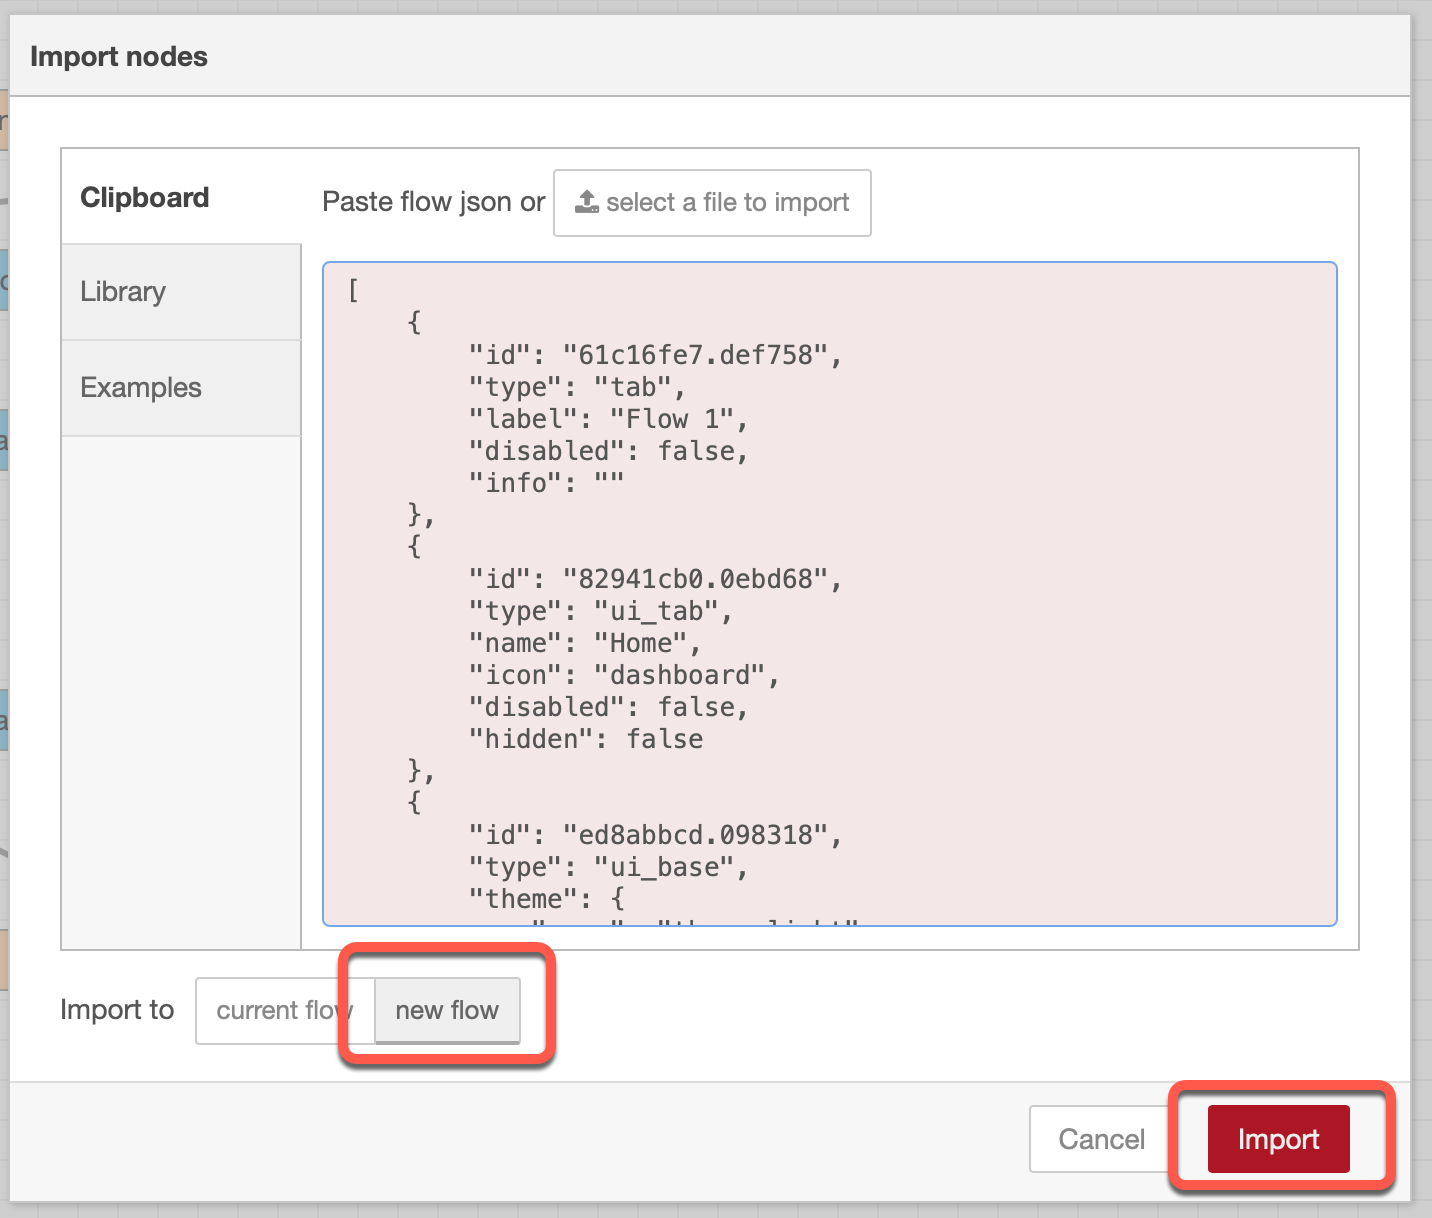 Import nodes
Clipboard
Paste flow json or select a file to import
Library
Examples
[
    {
        "id": "61c16fe7.def758",
        "type": "tab",
        "label": "Flow 1",
        "disabled": false,
        "info": ""
    },
    {
        "id": "82941cb0.0ebd68",
        "type": "ui_tab",
        "name": "Home",
        "icon": "dashboard",
        "disabled": false,
        "hidden": false
    },
    {
        "id": "ed8abbcd.098318",
        "type": "ui_base",
        "theme": {
Import to current flow new flow
Cancel Import